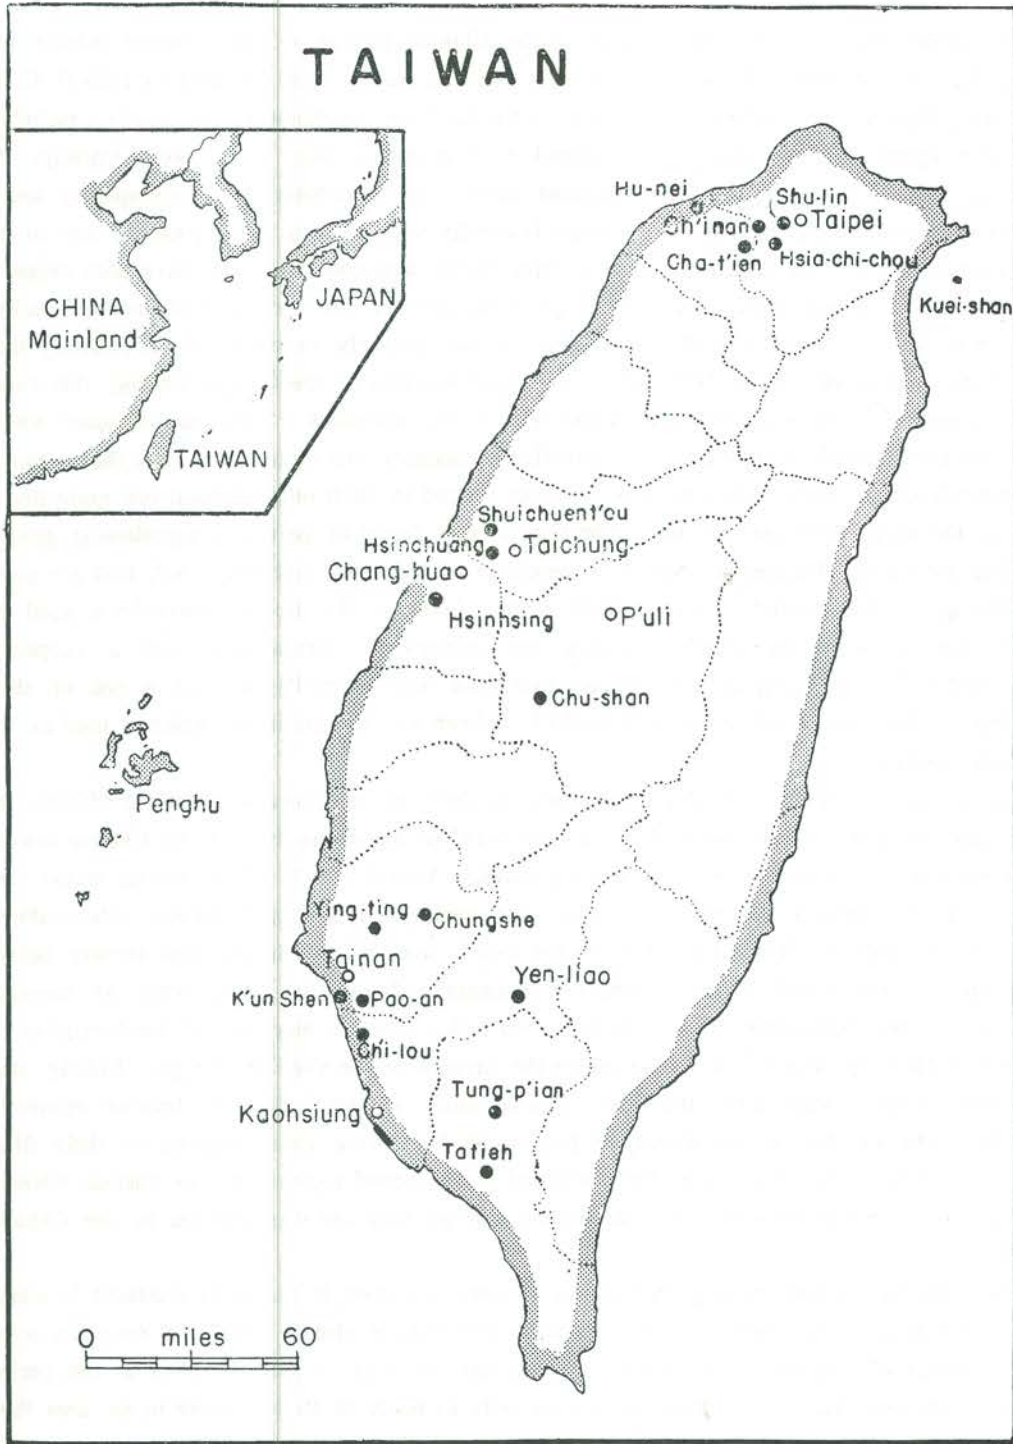 TAIWAN
CHINA
Mainland
JAPAN
TAIWAN
Hu-nei
Shu-lin
Ch'inan
Taipei
Cha-t'ien
Hsia-chi-chou
Kuei-shan
Shuichuent'ou
Hsinchuang
Taichung
Chang-hua
Hsinhsing
P'uli
Chu-shan
Penghu
Ying-ting
Chungshe
Tainan
Yen-liao
K'un Shen
Pao-an
Chi-lou
Tung-p'ian
Kaohsiung
Tatieh
0 miles 60